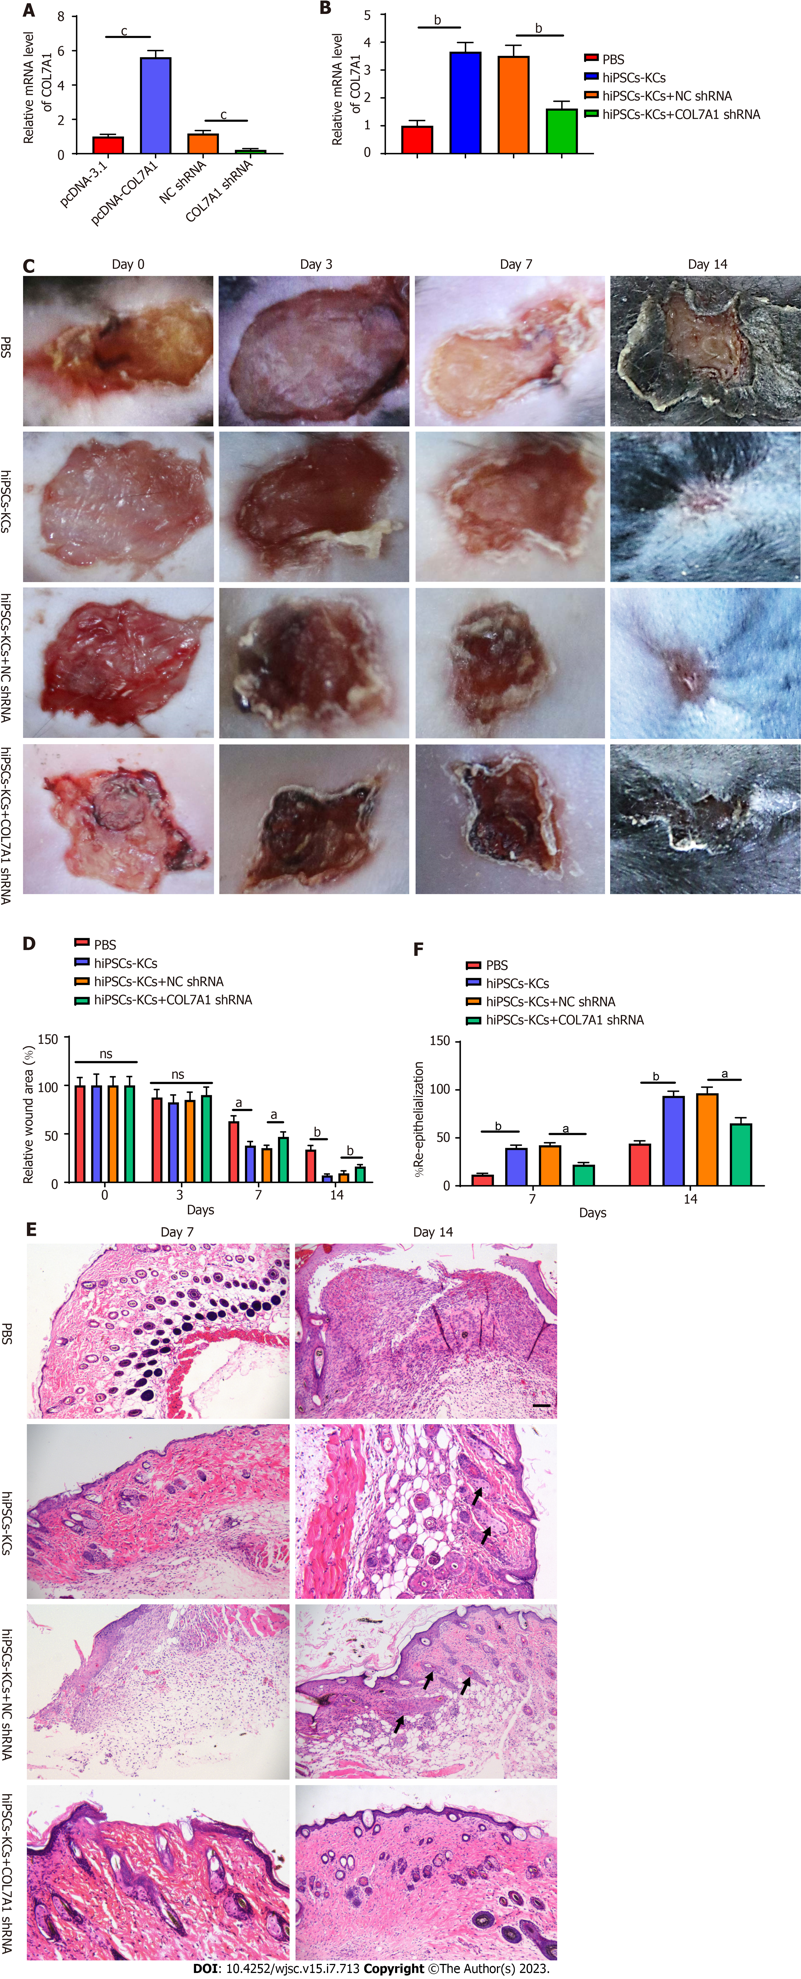 A
Relative mRNA level
of COL7A1
8
6
4
2
0
c
c
pcDNA-3.1
pcDNA-COL7A1
NC shRNA
COL7A1 shRNA
B
Relative mRNA level
of COL7A1
5
4
3
2
1
0
b
b
PBS
hiPSCs-KCs
hiPSCs-KCs+NC shRNA
hiPSCs-KCs+COL7A1 shRNA
C
Day 0
Day 3
Day 7
Day 14
PBS
hiPSCs-KCs
hiPSCs-KCs+NC shRNA
hiPSCs-KCs+COL7A1 shRNA
D
PBS
hiPSCs-KCs
hiPSCs-KCs+NC shRNA
hiPSCs-KCs+COL7A1 shRNA
Relative wound area (%)
150
100
50
0
ns
ns
a
a
b
b
0
3
7
14
Days
F
PBS
hiPSCs-KCs
hiPSCs-KCs+NC shRNA
hiPSCs-KCs+COL7A1 shRNA
%Re-epithelialization
150
100
50
0
b
a
b
a
7
14
Days
E
Day 7
Day 14
PBS
hiPSCs-KCs
hiPSCs-KCs+NC shRNA
hiPSCs-KCs+COL7A1 shRNA
DOI: 10.4252/wjsc.v15.i7.713 Copyright ©The Author(s) 2023.